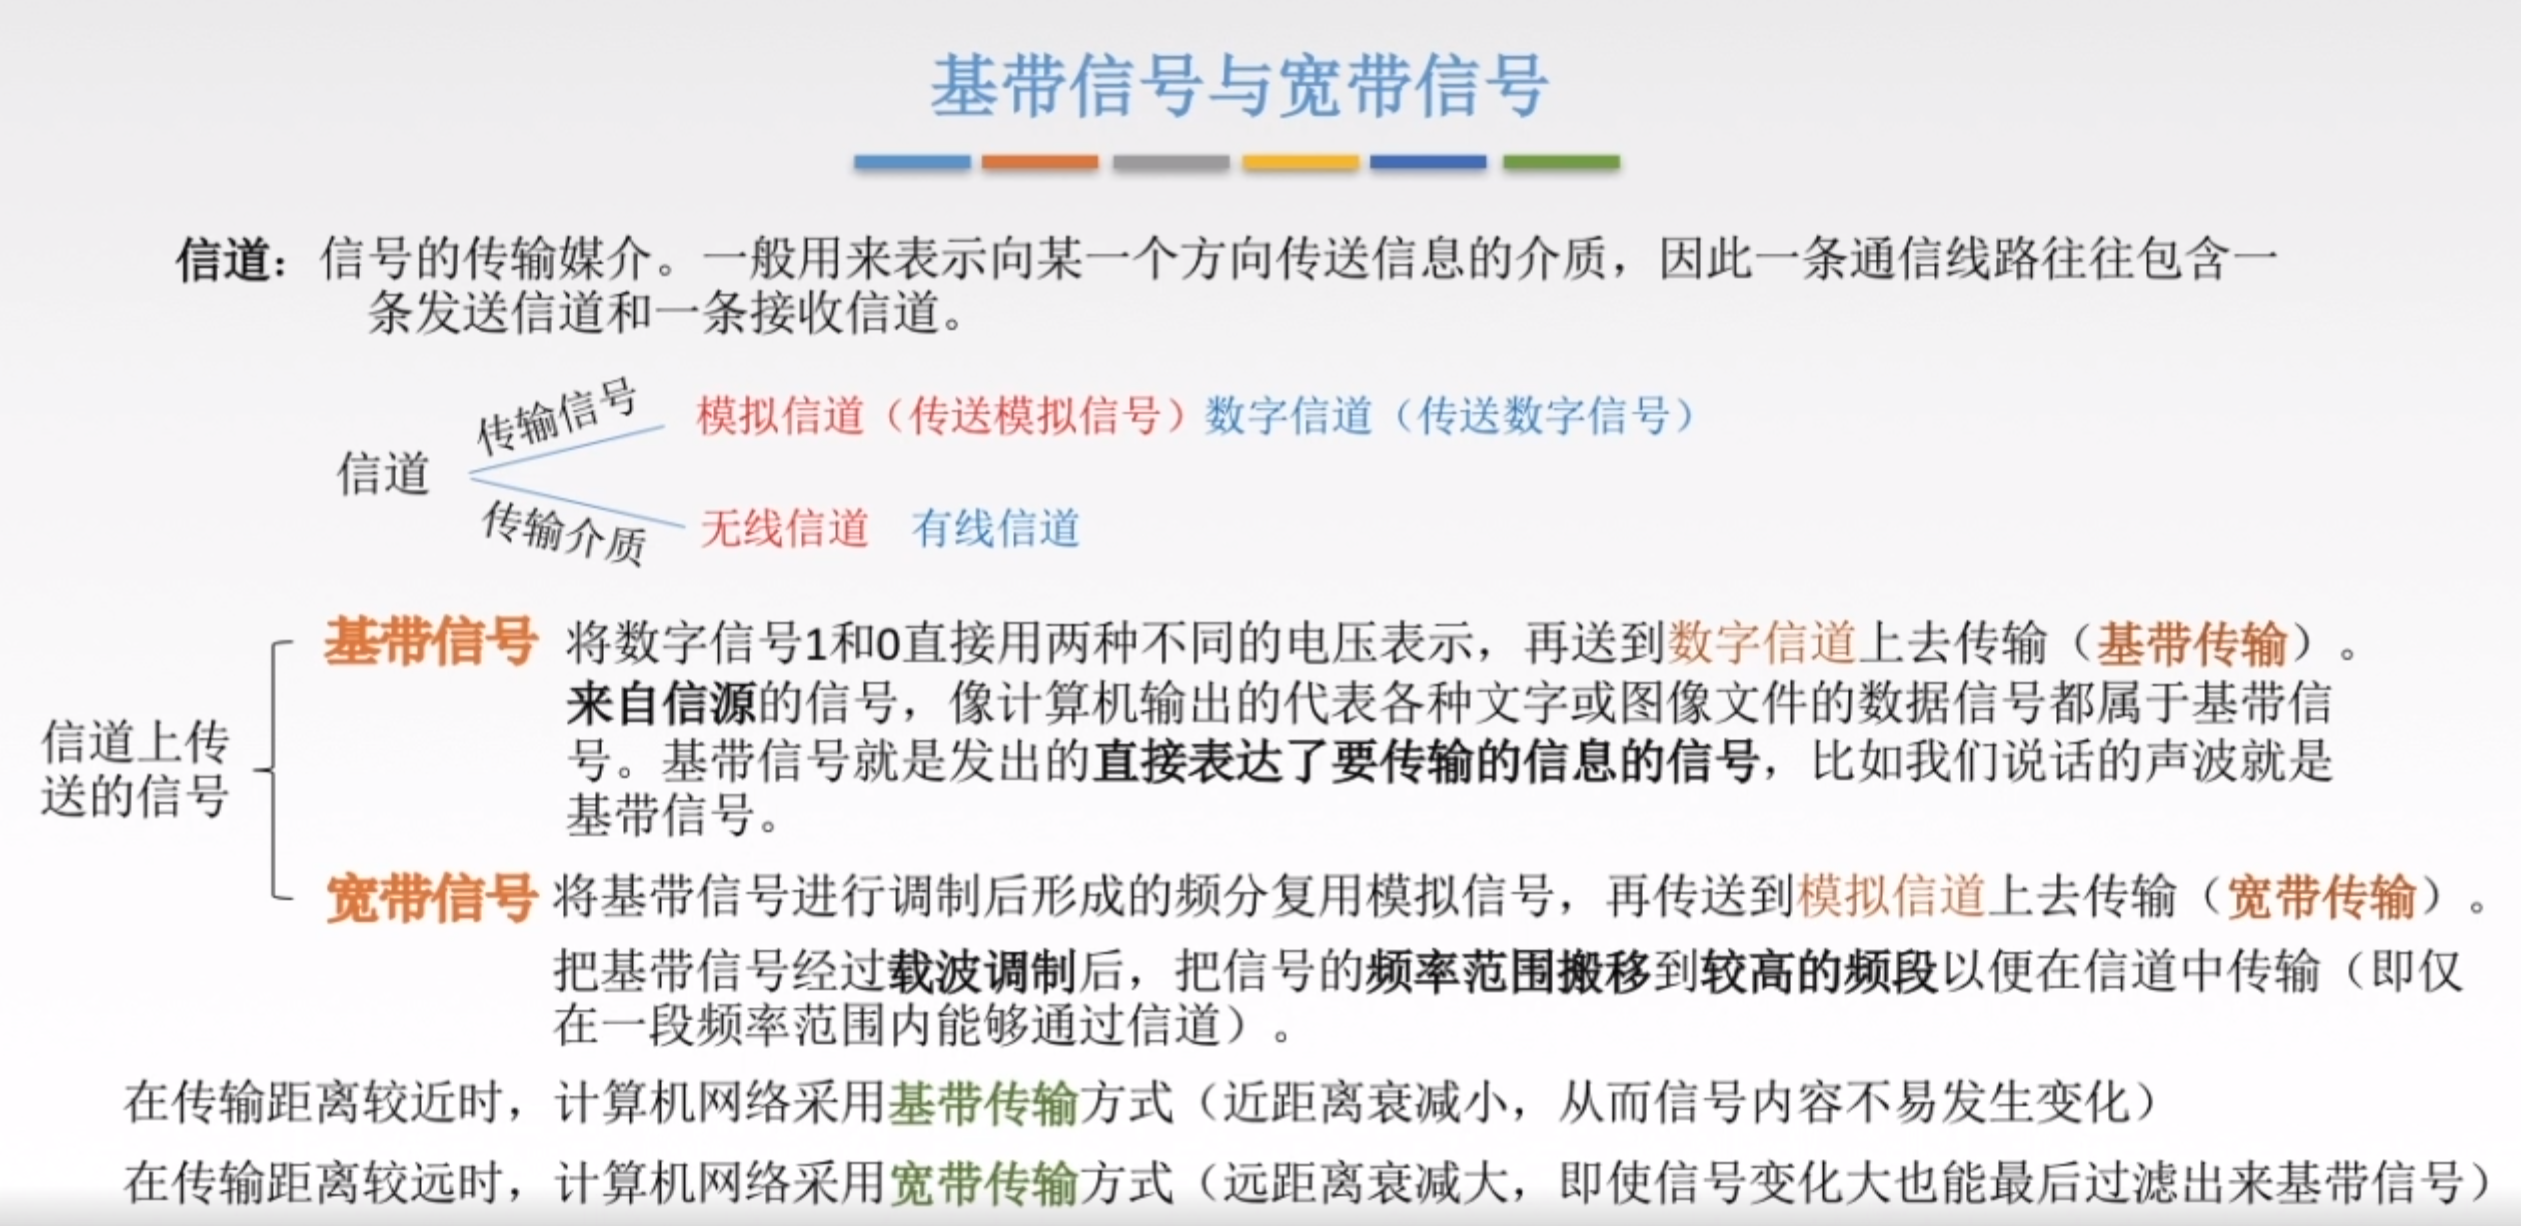 基带信号与宽带信号
信道：信号的传输媒介。一般用来表示向某一个方向传送信息的介质，因此一条通信线路往往包含一
条发送信道和一条接收信道。
传输信号
模拟信道（传送模拟信号）数字信道（传送数字信号）
信道
传输介质
无线信道 有线信道
信道上传
送的信号
基带信号 将数字信号1和0直接用两种不同的电压表示，再送到数字信道上去传输（基带传输）。
来自信源的信号，像计算机输出的代表各种文字或图像文件的数据信号都属于基带信
号。基带信号就是发出的直接表达了要传输的信息的信号，比如我们说话的声波就是
基带信号。
宽带信号 将基带信号进行调制后形成的频分复用模拟信号，再传送到模拟信道上去传输（宽带传输）。
把基带信号经过载波调制后，把信号的频率范围搬移到较高的频段以便在信道中传输（即仅
在一段频率范围内能够通过信道）。
在传输距离较近时，计算机网络采用基带传输方式（近距离衰减小，从而信号内容不易发生变化）
在传输距离较远时，计算机网络采用宽带传输方式（远距离衰减大，即使信号变化大也能最后过滤出来基带信号）